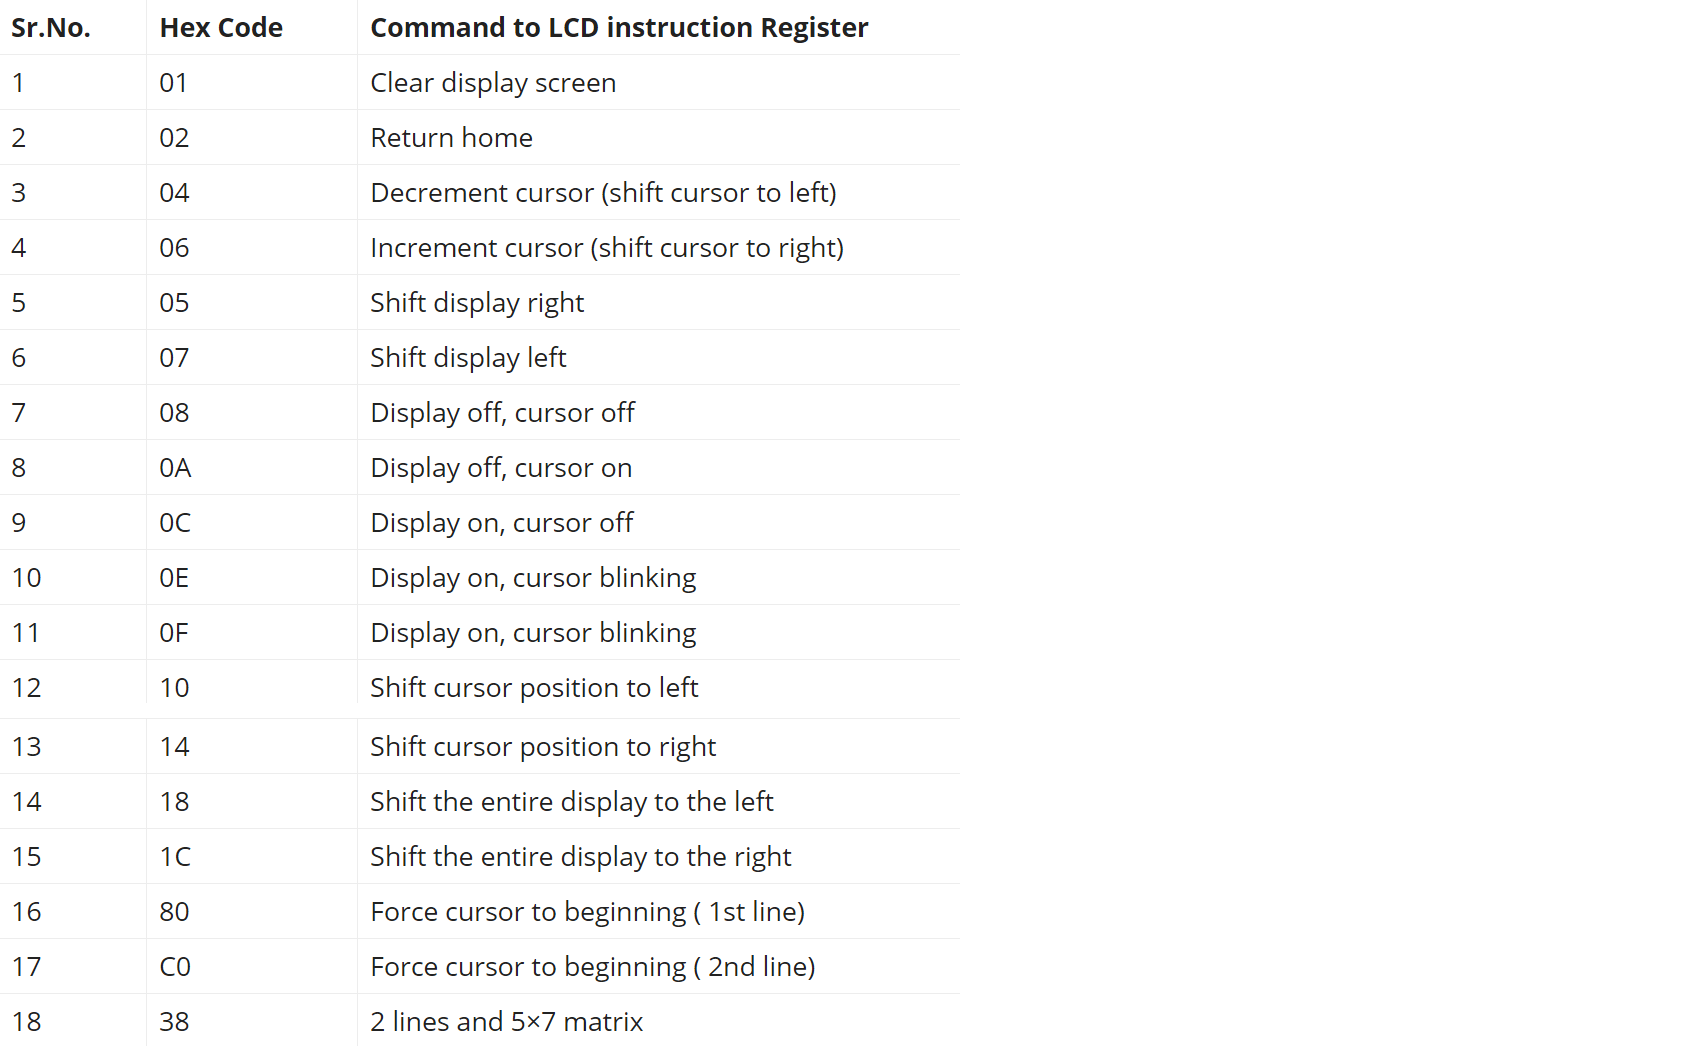 Sr.No. Hex Code Command to LCD instruction Register
1 01 Clear display screen
2 02 Return home
3 04 Decrement cursor (shift cursor to left)
4 06 Increment cursor (shift cursor to right)
5 05 Shift display right
6 07 Shift display left
7 08 Display off, cursor off
8 0A Display off, cursor on
9 0C Display on, cursor off
10 0E Display on, cursor blinking
11 0F Display on, cursor blinking
12 10 Shift cursor position to left
13 14 Shift cursor position to right
14 18 Shift the entire display to the left
15 1C Shift the entire display to the right
16 80 Force cursor to beginning ( 1st line)
17 C0 Force cursor to beginning ( 2nd line)
18 38 2 lines and 5×7 matrix